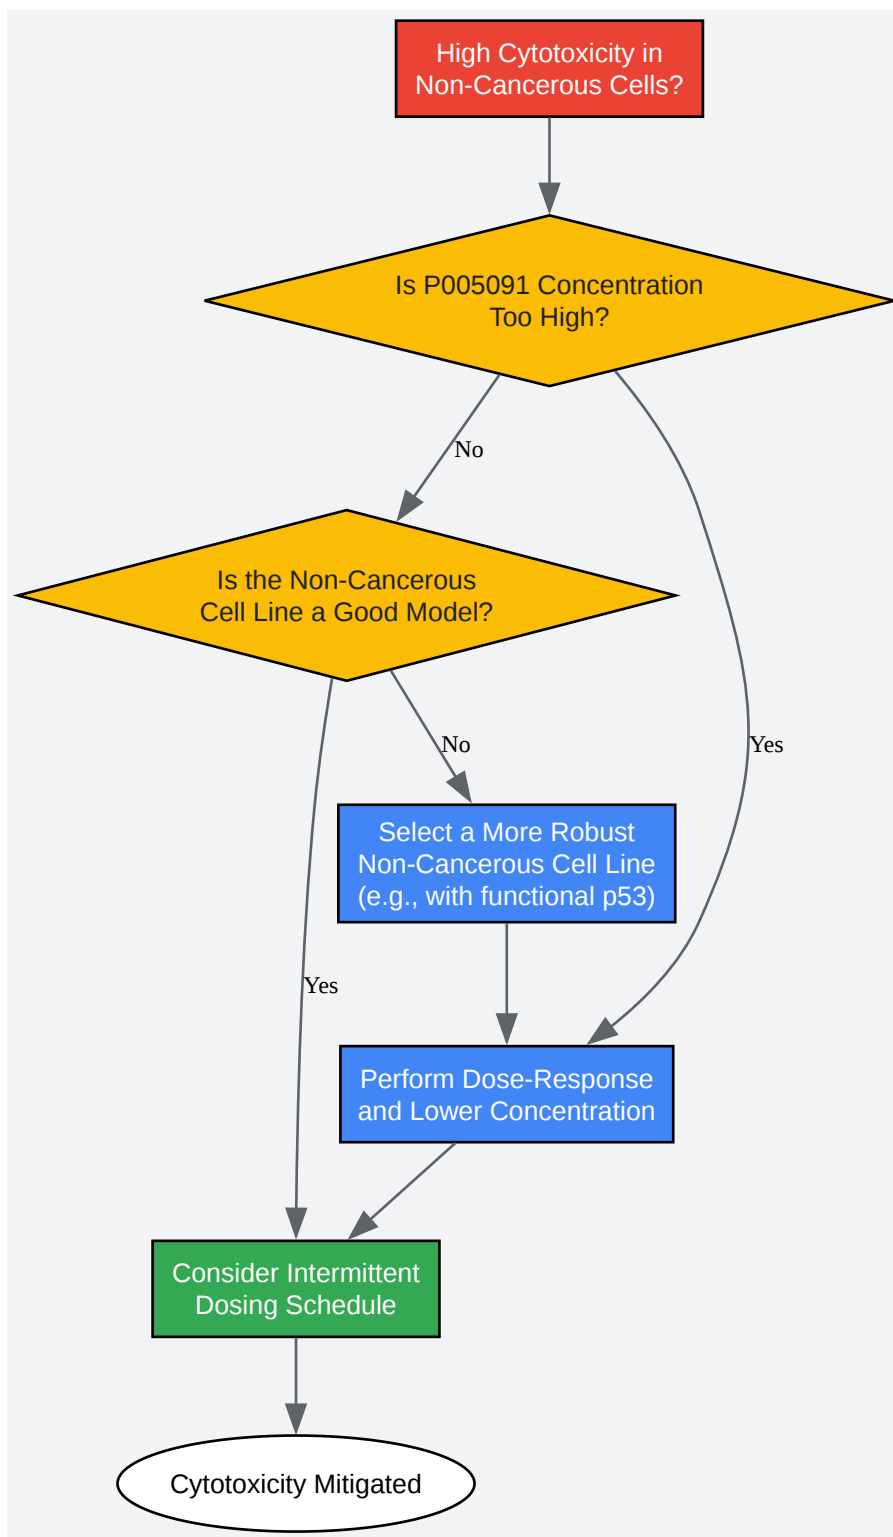 High Cytotoxicity in
Non-Cancerous Cells?
Is P005091 Concentration
Too High?
No
Is the Non-Cancerous
Cell Line a Good Model?
No
Yes
Select a More Robust
Non-Cancerous Cell Line
(e.g., with functional p53)
Yes
Perform Dose-Response
and Lower Concentration
Consider Intermittent
Dosing Schedule
Cytotoxicity Mitigated